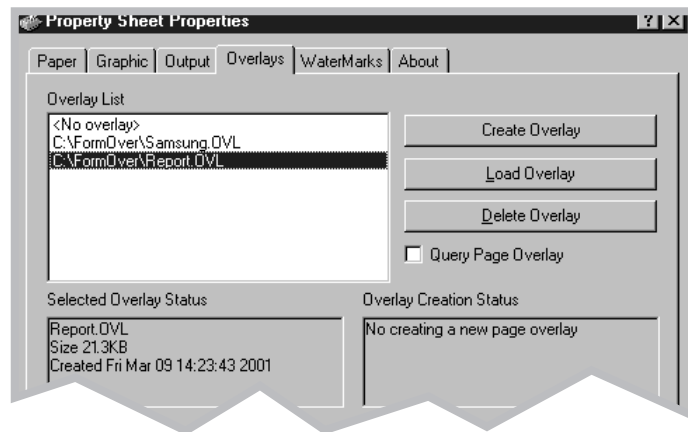 Property Sheet Properties
Paper Graphic Output Overlays WaterMarks About
Overlay List
<No overlay>
C:\FormOver\Samsung.OVL
C:\FormOver\Report.OVL
Create Overlay
Load Overlay
Delete Overlay
Query Page Overlay
Selected Overlay Status
Report.OVL
Size 21.3KB
Created Fri Mar 09 14:23:43 2001
Overlay Creation Status
No creating a new page overlay